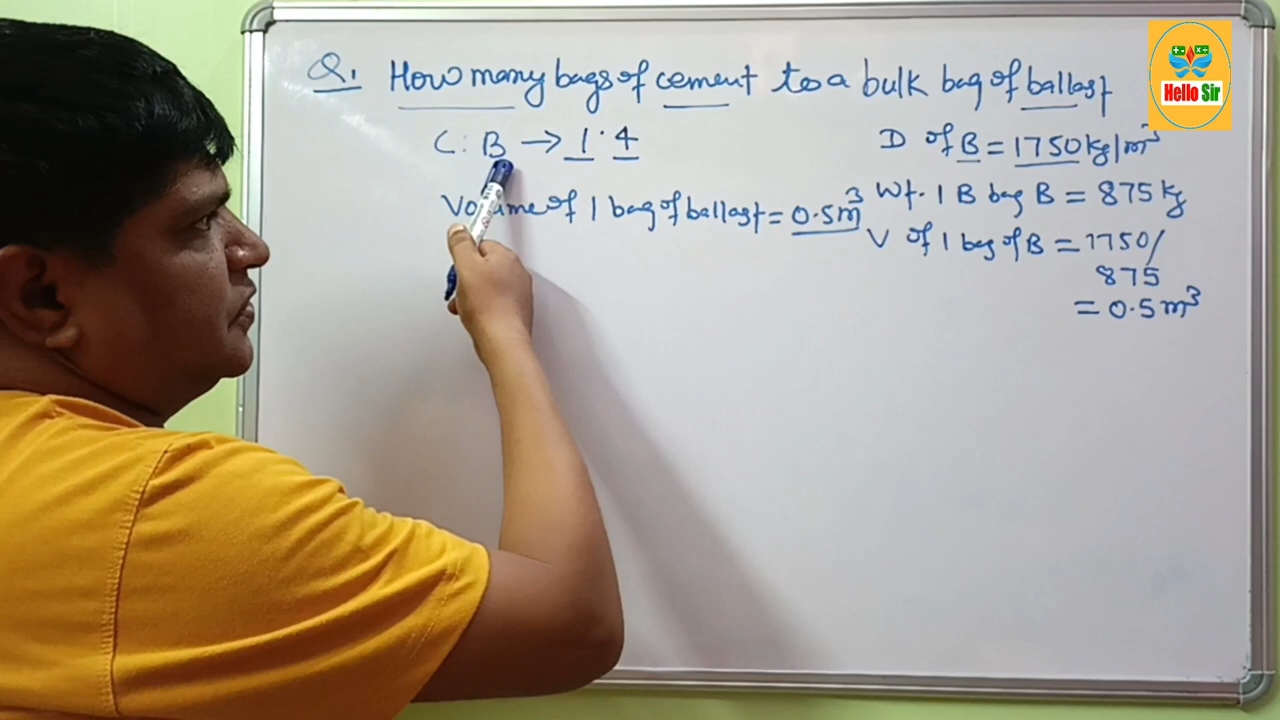 Q. How many bags of cement to a bulk bag of ballast
C: B → 1:4
Volume of 1 bag of ballast = 0.5m³
D of B = 1750 kg/m³
Wt. 1 B bag B = 875 kg
V of 1 bag of B = 1750/
875
= 0.5 m³
Hello Sir